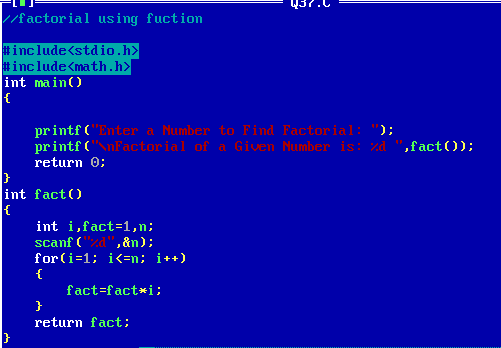 [■] Q37.C
//factorial using fuction
#include<stdio.h>
#include<math.h>
int main()
{
printf("Enter a Number to Find Factorial: ");
printf("\nFactorial of a Given Number is: %d ",fact());
return 0;
}
int fact()
{
int i,fact=1,n;
scanf("%d",&n);
for(i=1; i<=n; i++)
{
fact=fact*i;
}
return fact;
}